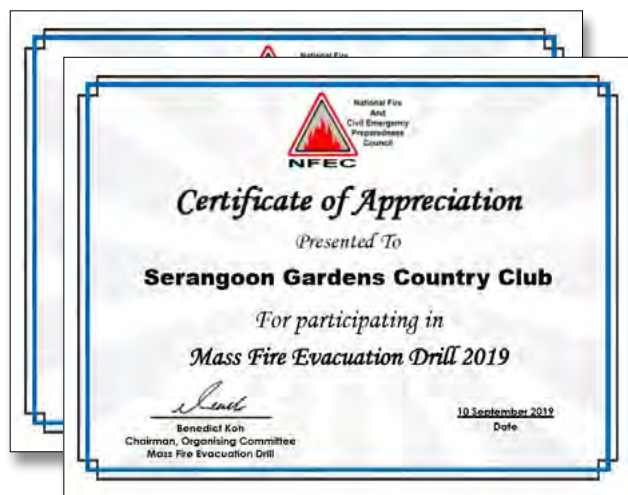 National Fire
National Fire
And
Civil Emergency
Preparedness
Council
NFEC
Certificate of Appreciation
Presented To
Serangoon Gardens Country Club
For participating in
Mass Fire Evacuation Drill 2019
Benedict Koh
Chairman, Organising Committee
Mass Fire Evacuation Drill
10 September 2019
Date